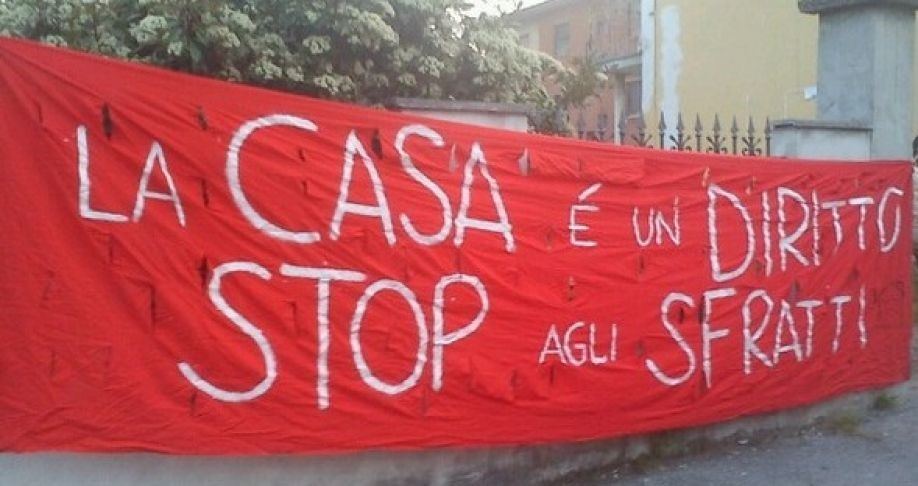 LA CASA É UN DIRITTO
STOP AGLI SFRATTI